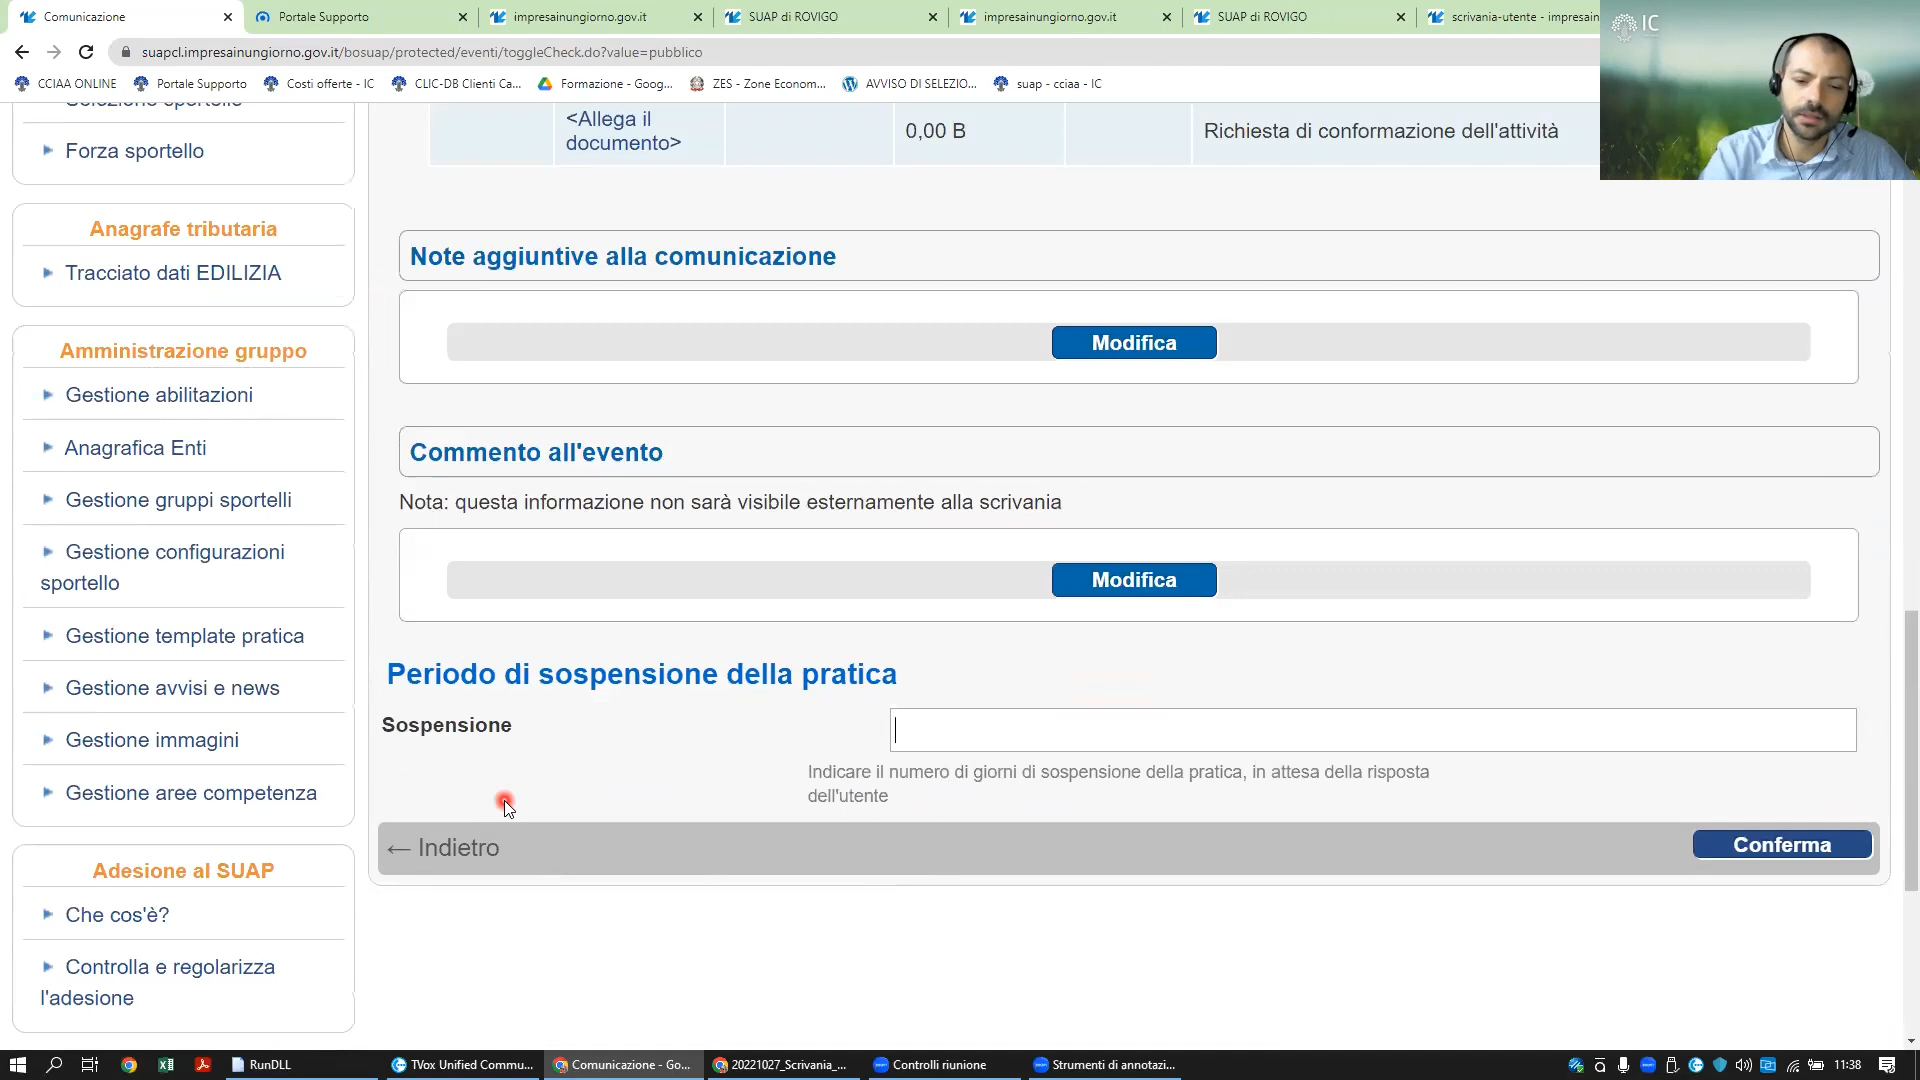 Comunicazione
Portale Supporto
impresainungiorno.gov.it
SUAP di ROVIGO
impresainungiorno.gov.it
SUAP di ROVIGO
scrivania-utente - impresain
IC
suapcl.impresainungiorno.gov.it/bosuap/protected/eventi/toggleCheck.do?value=pubblico
CCIAA ONLINE
Portale Supporto
Costi offerte - IC
CLIC-DB Clienti Ca...
Formazione - Goog...
ZES - Zone Econom...
AVVISO DI SELEZIO...
suap - cciaa - IC
Selezione sportello
Forza sportello
Anagrafe tributaria
Tracciato dati EDILIZIA
Amministrazione gruppo
Gestione abilitazioni
Anagrafica Enti
Gestione gruppi sportelli
Gestione configurazioni
sportello
Gestione template pratica
Gestione avvisi e news
Gestione immagini
Gestione aree competenza
Adesione al SUAP
Che cos'è?
Controlla e regolarizza
l'adesione
<Allega il
documento>
0,00 B
Richiesta di conformazione dell'attività
Note aggiuntive alla comunicazione
Modifica
Commento all'evento
Nota: questa informazione non sarà visibile esternamente alla scrivania
Modifica
Periodo di sospensione della pratica
Sospensione
Indicare il numero di giorni di sospensione della pratica, in attesa della risposta
dell'utente
← Indietro
Conferma
RunDLL
TVox Unified Commu...
Comunicazione - Go...
20221027_Scrivania_...
Controlli riunione
Strumenti di annotazi...
11:38